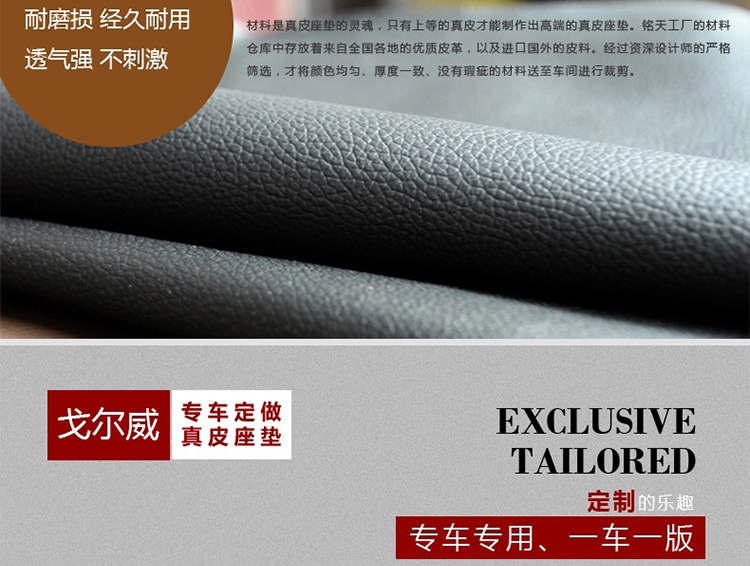 耐磨损 经久耐用
透气强 不刺激
材料是真皮座垫的灵魂，只有上等的真皮才能制作出高端的真皮座垫。铭天工厂的材料
仓库中存放着来自全国各地的优质皮革，以及进口国外的皮料。经过资深设计师的严格
筛选，才将颜色均匀、厚度一致、没有瑕疵的材料送至车间进行裁剪。
戈尔威
专车定做
真皮座垫
EXCLUSIVE
TAILORED
定制的乐趣
专车专用、一车一版